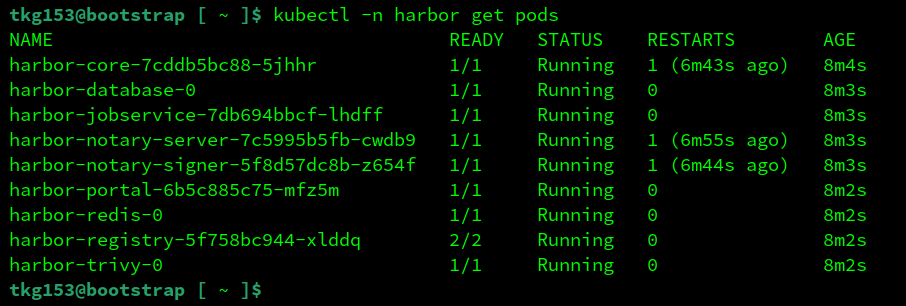 tkg153@bootstrap [ ~ ]$ kubectl -n harbor get pods
NAME                                    READY   STATUS    RESTARTS        AGE
harbor-core-7cddb5bc88-5jhhr            1/1     Running   1 (6m43s ago)   8m4s
harbor-database-0                       1/1     Running   0               8m3s
harbor-jobservice-7db694bbcf-lhdff      1/1     Running   0               8m3s
harbor-notary-server-7c5995b5fb-cwdb9   1/1     Running   1 (6m55s ago)   8m3s
harbor-notary-signer-5f8d57dc8b-z654f   1/1     Running   1 (6m44s ago)   8m3s
harbor-portal-6b5c885c75-mfz5m          1/1     Running   0               8m2s
harbor-redis-0                          1/1     Running   0               8m2s
harbor-registry-5f758bc944-xlddq        2/2     Running   0               8m2s
harbor-trivy-0                          1/1     Running   0               8m2s
tkg153@bootstrap [ ~ ]$